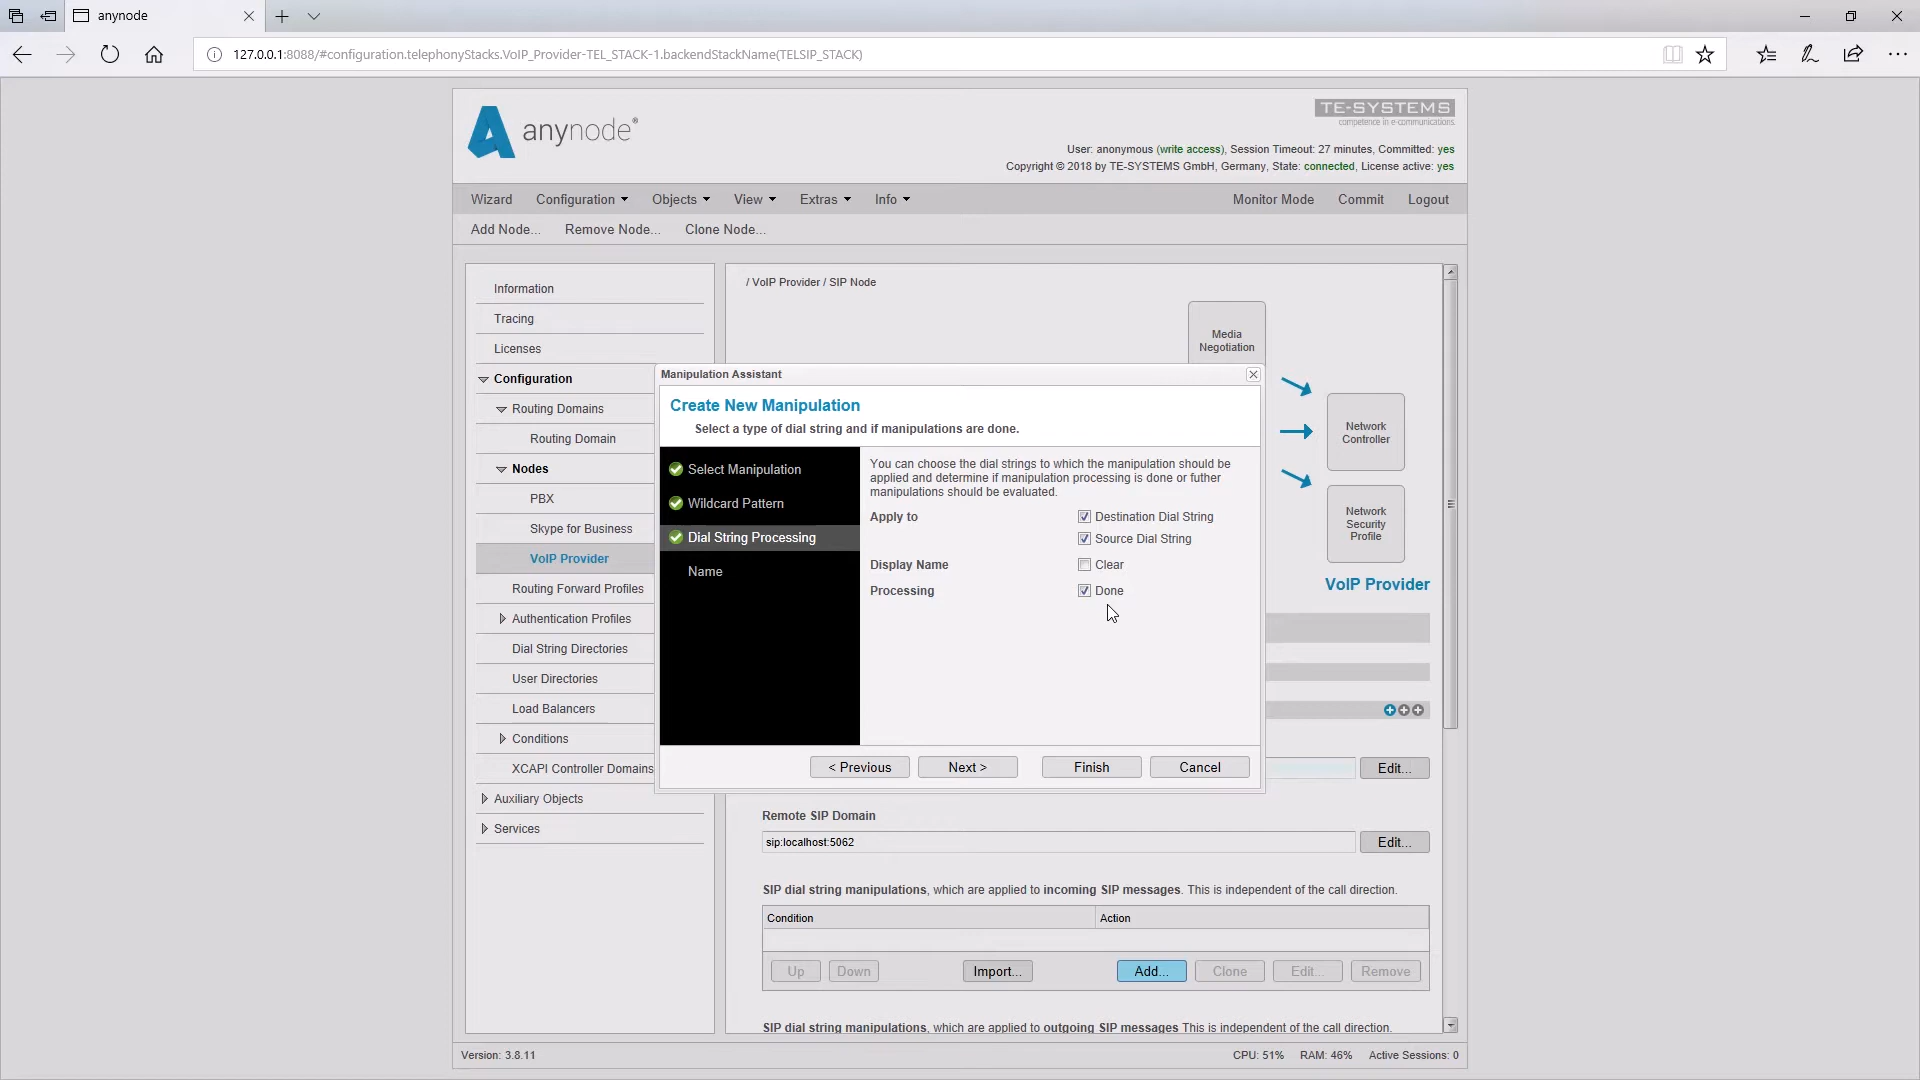 anynode
127.0.0.1:8088/#configuration.telephonyStacks.VoIP_Provider-TEL_STACK-1.backendStackName(TELSIP_STACK)
anynode®
TE-SYSTEMS
competence in e-communications.
User: anonymous (write access), Session Timeout: 27 minutes, Committed: yes
Copyright © 2018 by TE-SYSTEMS GmbH, Germany, State: connected, License active: yes
Wizard Configuration Objects View Extras Info Monitor Mode Commit Logout
Add Node... Remove Node... Clone Node...
Information
Tracing
Licenses
Configuration
Routing Domains
Routing Domain
Nodes
PBX
Skype for Business
VoIP Provider
Routing Forward Profiles
Authentication Profiles
Dial String Directories
User Directories
Load Balancers
Conditions
XCAPI Controller Domains
Auxiliary Objects
Services
/ VoIP Provider / SIP Node
Media
Negotiation
Network
Controller
Network
Security
Profile
VoIP Provider
Manipulation Assistant
Create New Manipulation
Select a type of dial string and if manipulations are done.
Select Manipulation
Wildcard Pattern
Dial String Processing
Name
You can choose the dial strings to which the manipulation should be
applied and determine if manipulation processing is done or futher
manipulations should be evaluated.
Apply to Destination Dial String
Source Dial String
Display Name Clear
Processing Done
< Previous Next > Finish Cancel
Edit...
Remote SIP Domain
sip:localhost:5062 Edit...
SIP dial string manipulations, which are applied to incoming SIP messages. This is independent of the call direction.
Condition Action
Up Down Import... Add... Clone Edit... Remove
SIP dial string manipulations, which are applied to outgoing SIP messages This is independent of the call direction.
Version: 3.8.11 CPU: 51% RAM: 46% Active Sessions: 0